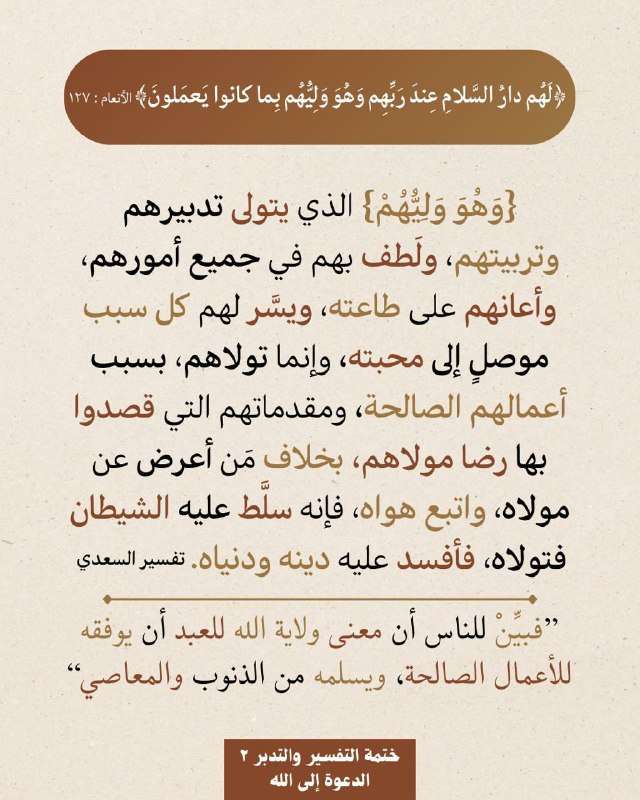 ﴿لَهُم دارُ السَّلامِ عِندَ رَبِّهِم وَهُوَ وَلِيُّهُم بِما كانوا يَعمَلونَ﴾ الأنعام : ١٢٧
{وَهُوَ وَلِيُّهُمْ} الذي يتولى تدبيرهم
وتربيتهم، ولَطف بهم في جميع أمورهم،
وأعانهم على طاعته، ويسَّر لهم كل سبب
موصلٍ إلى محبته، وإنما تولاهم، بسبب
أعمالهم الصالحة، ومقدماتهم التي قصدوا
بها رضا مولاهم، بخلاف مَن أعرض عن
مولاه، واتبع هواه، فإنه سلَّط عليه الشيطان
فتولاه، فأفسد عليه دينه ودنياه. تفسير السعدي
”فبيِّنْ للناس أن معنى ولاية الله للعبد أن يوفقه
للأعمال الصالحة، ويسلمه من الذنوب والمعاصي“
ختمة التفسير والتدبر ٢
الدعوة إلى الله